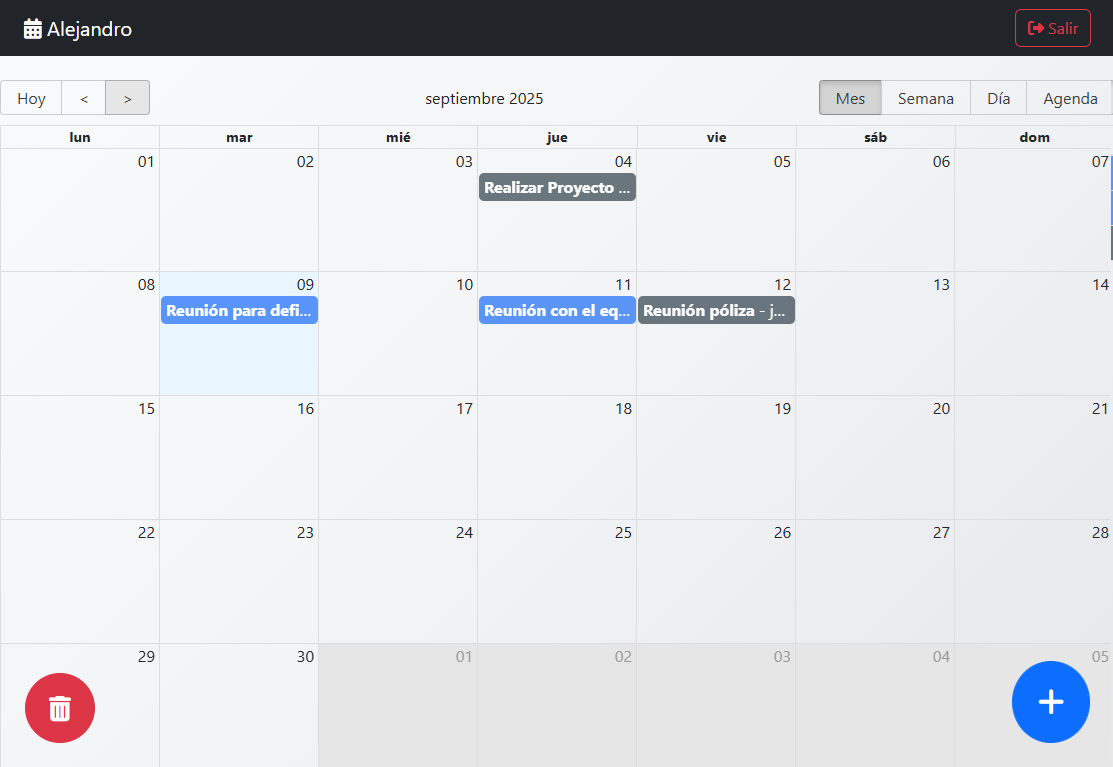 Alejandro Salir
Hoy < > septiembre 2025 Mes Semana Día Agenda
lun mar mié jue vie sáb dom
01 02 03 04 05 06 07
Realizar Proyecto ...
08 09 10 11 12 13 14
Reunión para defi... Reunión con el eq... Reunión póliza - j...
15 16 17 18 19 20 21
22 23 24 25 26 27 28
29 30 01 02 03 04 05